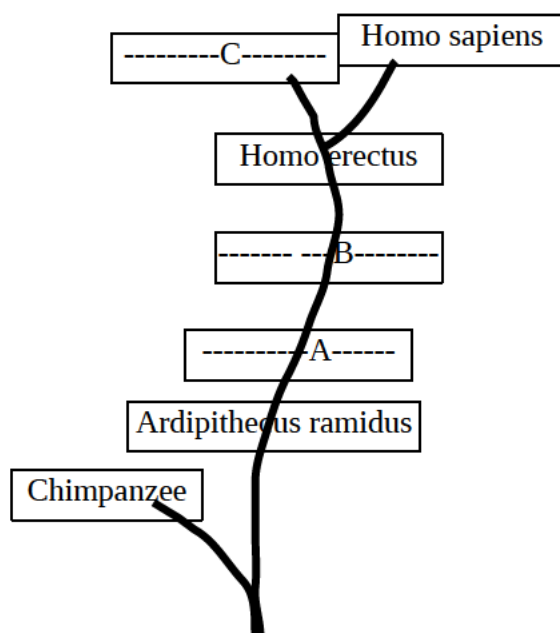 ---------C--------
Homo sapiens
Homo erectus
------- ---B--------
----------A------
Ardipithecus ramidus
Chimpanzee